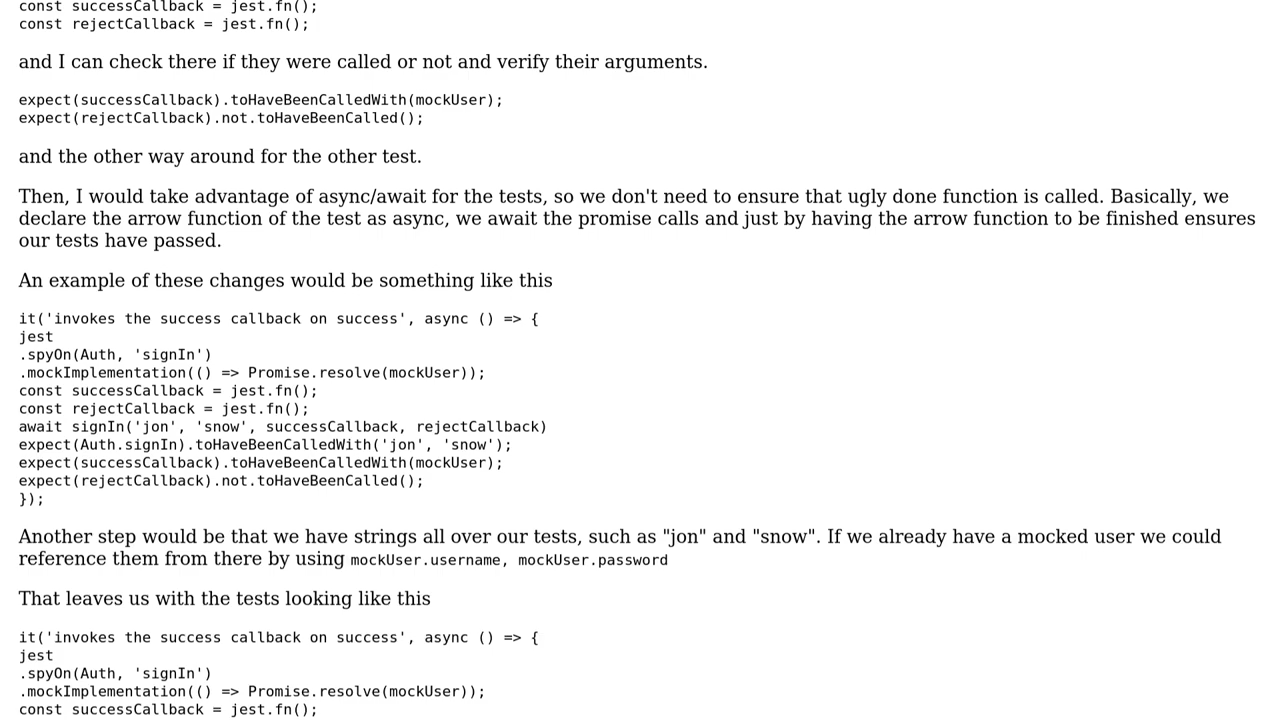 const successCallback = jest.fn();
const rejectCallback = jest.fn();
and I can check there if they were called or not and verify their arguments.
expect(successCallback).toHaveBeenCalledWith(mockUser);
expect(rejectCallback).not.toHaveBeenCalled();
and the other way around for the other test.
Then, I would take advantage of async/await for the tests, so we don't need to ensure that ugly done function is called. Basically, we
declare the arrow function of the test as async, we await the promise calls and just by having the arrow function to be finished ensures
our tests have passed.
An example of these changes would be something like this
it('invokes the success callback on success', async () => {
jest
.spyOn(Auth, 'signIn')
.mockImplementation(() => Promise.resolve(mockUser));
const successCallback = jest.fn();
const rejectCallback = jest.fn();
await signIn('jon', 'snow', successCallback, rejectCallback)
expect(Auth.signIn).toHaveBeenCalledWith('jon', 'snow');
expect(successCallback).toHaveBeenCalledWith(mockUser);
expect(rejectCallback).not.toHaveBeenCalled();
});
Another step would be that we have strings all over our tests, such as "jon" and "snow". If we already have a mocked user we could
reference them from there by using mockUser.username, mockUser.password
That leaves us with the tests looking like this
it('invokes the success callback on success', async () => {
jest
.spyOn(Auth, 'signIn')
.mockImplementation(() => Promise.resolve(mockUser));
const successCallback = jest.fn();